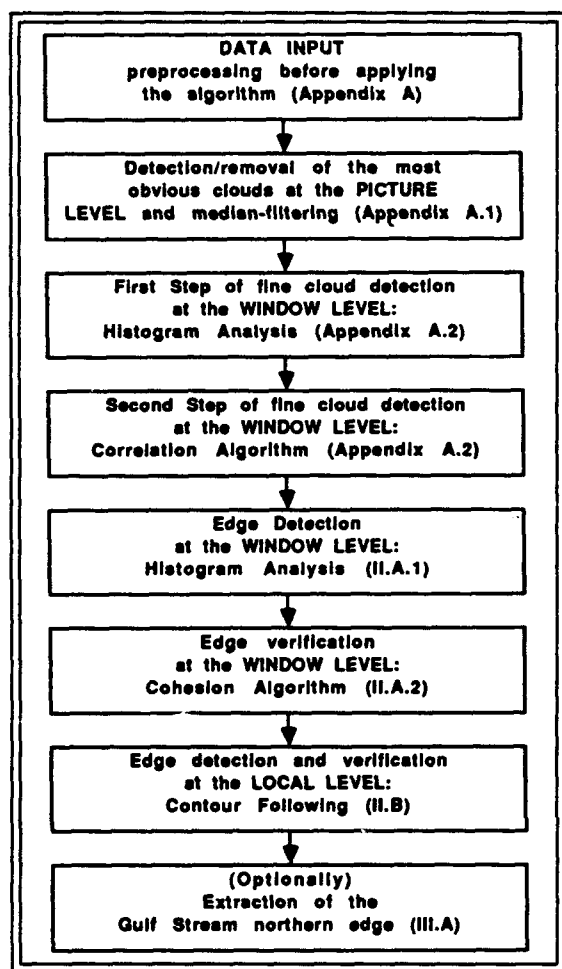 DATA INPUT
preprocessing before applying
the algorithm (Appendix A)
Detection/removal of the most
obvious clouds at the PICTURE
LEVEL and median-filtering (Appendix A.1)
First Step of fine cloud detection
at the WINDOW LEVEL:
Histogram Analysis (Appendix A.2)
Second Step of fine cloud detection
at the WINDOW LEVEL:
Correlation Algorithm (Appendix A.2)
Edge Detection
at the WINDOW LEVEL:
Histogram Analysis (II.A.1)
Edge verification
at the WINDOW LEVEL:
Cohesion Algorithm (II.A.2)
Edge detection and verification
at the LOCAL LEVEL:
Contour Following (II.B)
(Optionally)
Extraction of the
Gulf Stream northern edge (III.A)